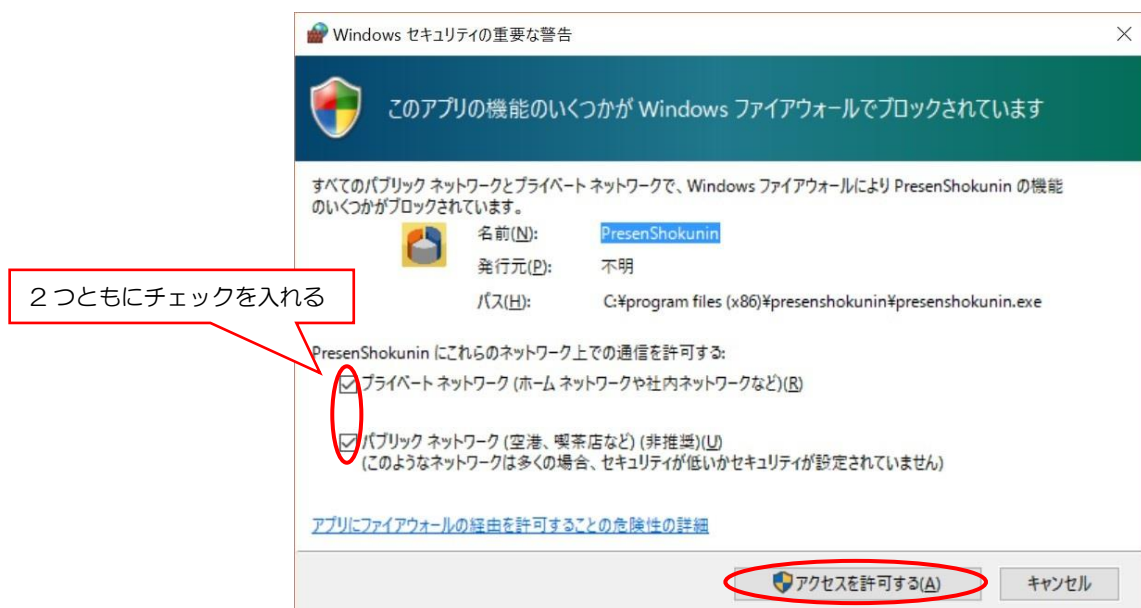 Windows セキュリティの重要な警告
このアプリの機能のいくつかが Windows ファイアウォールでブロックされています
すべてのパブリック ネットワークとプライベート ネットワークで、Windows ファイアウォールにより PresenShokunin の機能
のいくつかがブロックされています。
名前(N): PresenShokunin
発行元(P): 不明
パス(H): C:¥program files (x86)¥presenshokunin¥presenshokunin.exe
2つともにチェックを入れる
PresenShokunin にこれらのネットワーク上での通信を許可する:
プライベート ネットワーク (ホーム ネットワークや社内ネットワークなど)(R)
パブリック ネットワーク (空港、喫茶店など) (非推奨)(U)
(このようなネットワークは多くの場合、セキュリティが低いかセキュリティが設定されていません)
アプリにファイアウォールの経由を許可することの危険性の詳細
アクセスを許可する(A) キャンセル